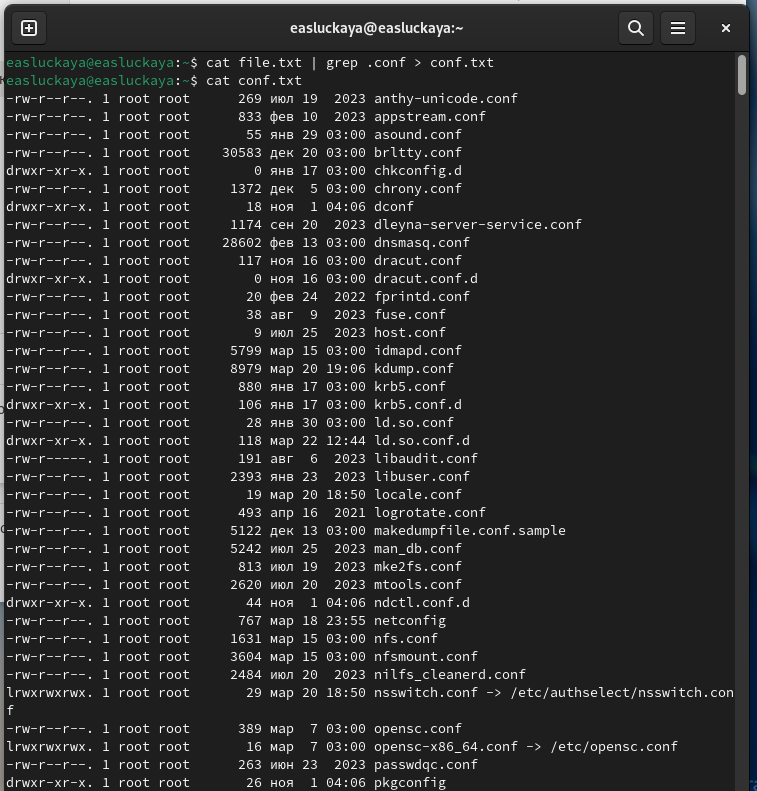 easluckaya@easluckaya:~
easluckaya@easluckaya:~$ cat file.txt | grep .conf > conf.txt
easluckaya@easluckaya:~$ cat conf.txt
-rw-r--r--. 1 root root      269 июл 19  2023 anthy-unicode.conf
-rw-r--r--. 1 root root      833 фев 10  2023 appstream.conf
-rw-r--r--. 1 root root       55 янв 29 03:00 asound.conf
-rw-r--r--. 1 root root    30583 дек 20 03:00 brltty.conf
drwxr-xr-x. 1 root root        0 янв 17 03:00 chkconfig.d
-rw-r--r--. 1 root root     1372 дек  5 03:00 chrony.conf
drwxr-xr-x. 1 root root       18 ноя  1 04:06 dconf
-rw-r--r--. 1 root root     1174 сен 20  2023 dleyna-server-service.conf
-rw-r--r--. 1 root root    28602 фев 13 03:00 dnsmasq.conf
-rw-r--r--. 1 root root      117 ноя 16 03:00 dracut.conf
drwxr-xr-x. 1 root root        0 ноя 16 03:00 dracut.conf.d
-rw-r--r--. 1 root root       20 фев 24  2022 fprintd.conf
-rw-r--r--. 1 root root       38 авг  9  2023 fuse.conf
-rw-r--r--. 1 root root        9 июл 25  2023 host.conf
-rw-r--r--. 1 root root     5799 мар 15 03:00 idmapd.conf
-rw-r--r--. 1 root root     8979 мар 20 19:06 kdump.conf
-rw-r--r--. 1 root root      880 янв 17 03:00 krb5.conf
drwxr-xr-x. 1 root root      106 янв 17 03:00 krb5.conf.d
-rw-r--r--. 1 root root       28 янв 30 03:00 ld.so.conf
drwxr-xr-x. 1 root root      118 мар 22 12:44 ld.so.conf.d
-rw-r-----. 1 root root      191 авг  6  2023 libaudit.conf
-rw-r--r--. 1 root root     2393 янв 23  2023 libuser.conf
-rw-r--r--. 1 root root       19 мар 20 18:50 locale.conf
-rw-r--r--. 1 root root      493 апр 16  2021 logrotate.conf
-rw-r--r--. 1 root root     5122 дек 13 03:00 makedumpfile.conf.sample
-rw-r--r--. 1 root root     5242 июл 25  2023 man_db.conf
-rw-r--r--. 1 root root      813 июл 19  2023 mke2fs.conf
-rw-r--r--. 1 root root     2620 июл 20  2023 mtools.conf
drwxr-xr-x. 1 root root       44 ноя  1 04:06 ndctl.conf.d
-rw-r--r--. 1 root root      767 мар 18 23:55 netconfig
-rw-r--r--. 1 root root     1631 мар 15 03:00 nfs.conf
-rw-r--r--. 1 root root     3604 мар 15 03:00 nfsmount.conf
-rw-r--r--. 1 root root     2484 июл 20  2023 nilfs_cleanerd.conf
lrwxrwxrwx. 1 root root       29 мар 20 18:50 nsswitch.conf -> /etc/authselect/nsswitch.con
f
-rw-r--r--. 1 root root      389 мар  7 03:00 opensc.conf
lrwxrwxrwx. 1 root root       16 мар  7 03:00 opensc-x86_64.conf -> /etc/opensc.conf
-rw-r--r--. 1 root root      263 июн 23  2023 passwdqc.conf
drwxr-xr-x. 1 root root       26 ноя  1 04:06 pkgconfig